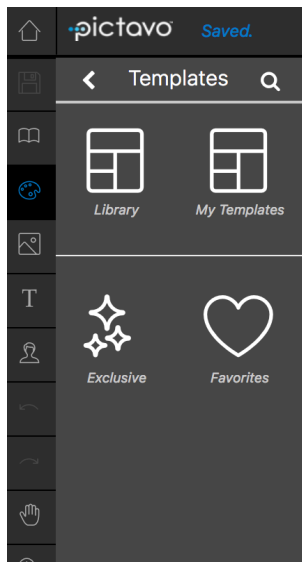 pictavo Saved.
Templates
Library My Templates
T
Exclusive Favorites